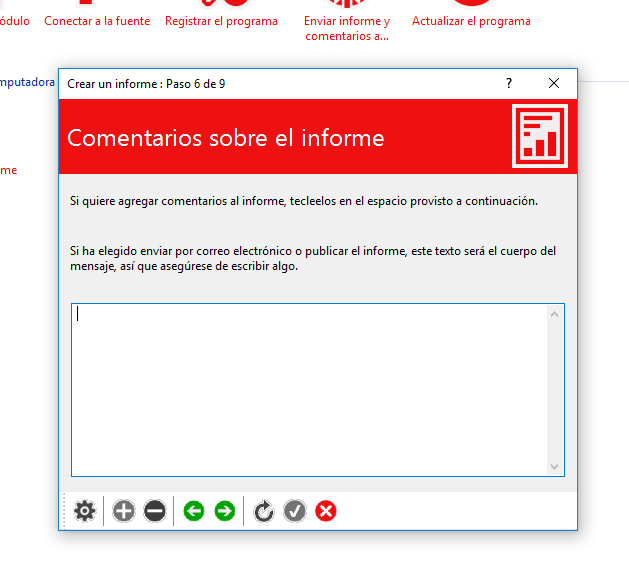 ódulo
Conectar a la fuente
Registrar el programa
Enviar informe y
comentarios a...
Actualizar el programa
mputadora
me
Crear un informe : Paso 6 de 9
?
Comentarios sobre el informe
Si quiere agregar comentarios al informe, tecleelos en el espacio provisto a continuación.
Si ha elegido enviar por correo electrónico o publicar el informe, este texto será el cuerpo del
mensaje, así que asegúrese de escribir algo.